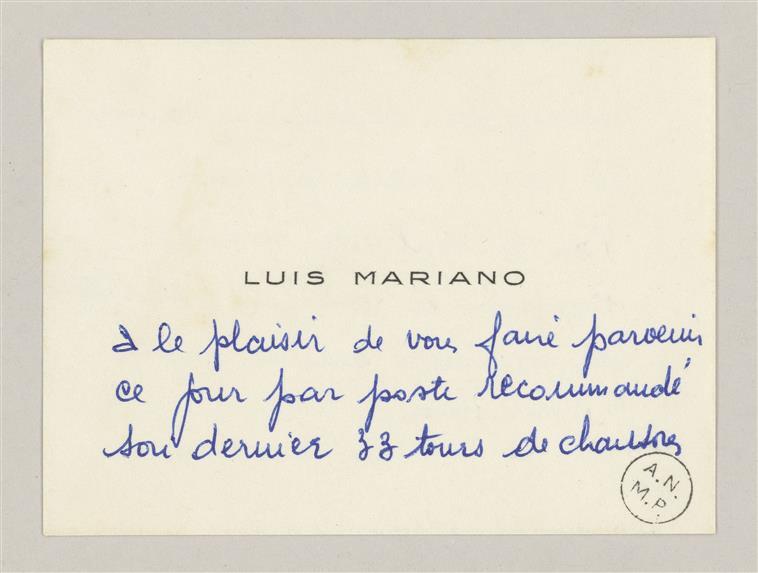 LUIS MARIANO
a le plaisir de vous faire parvenir
ce jour par poste recommandé
son dernier 33 tours de chansons
A.N.
M.P.